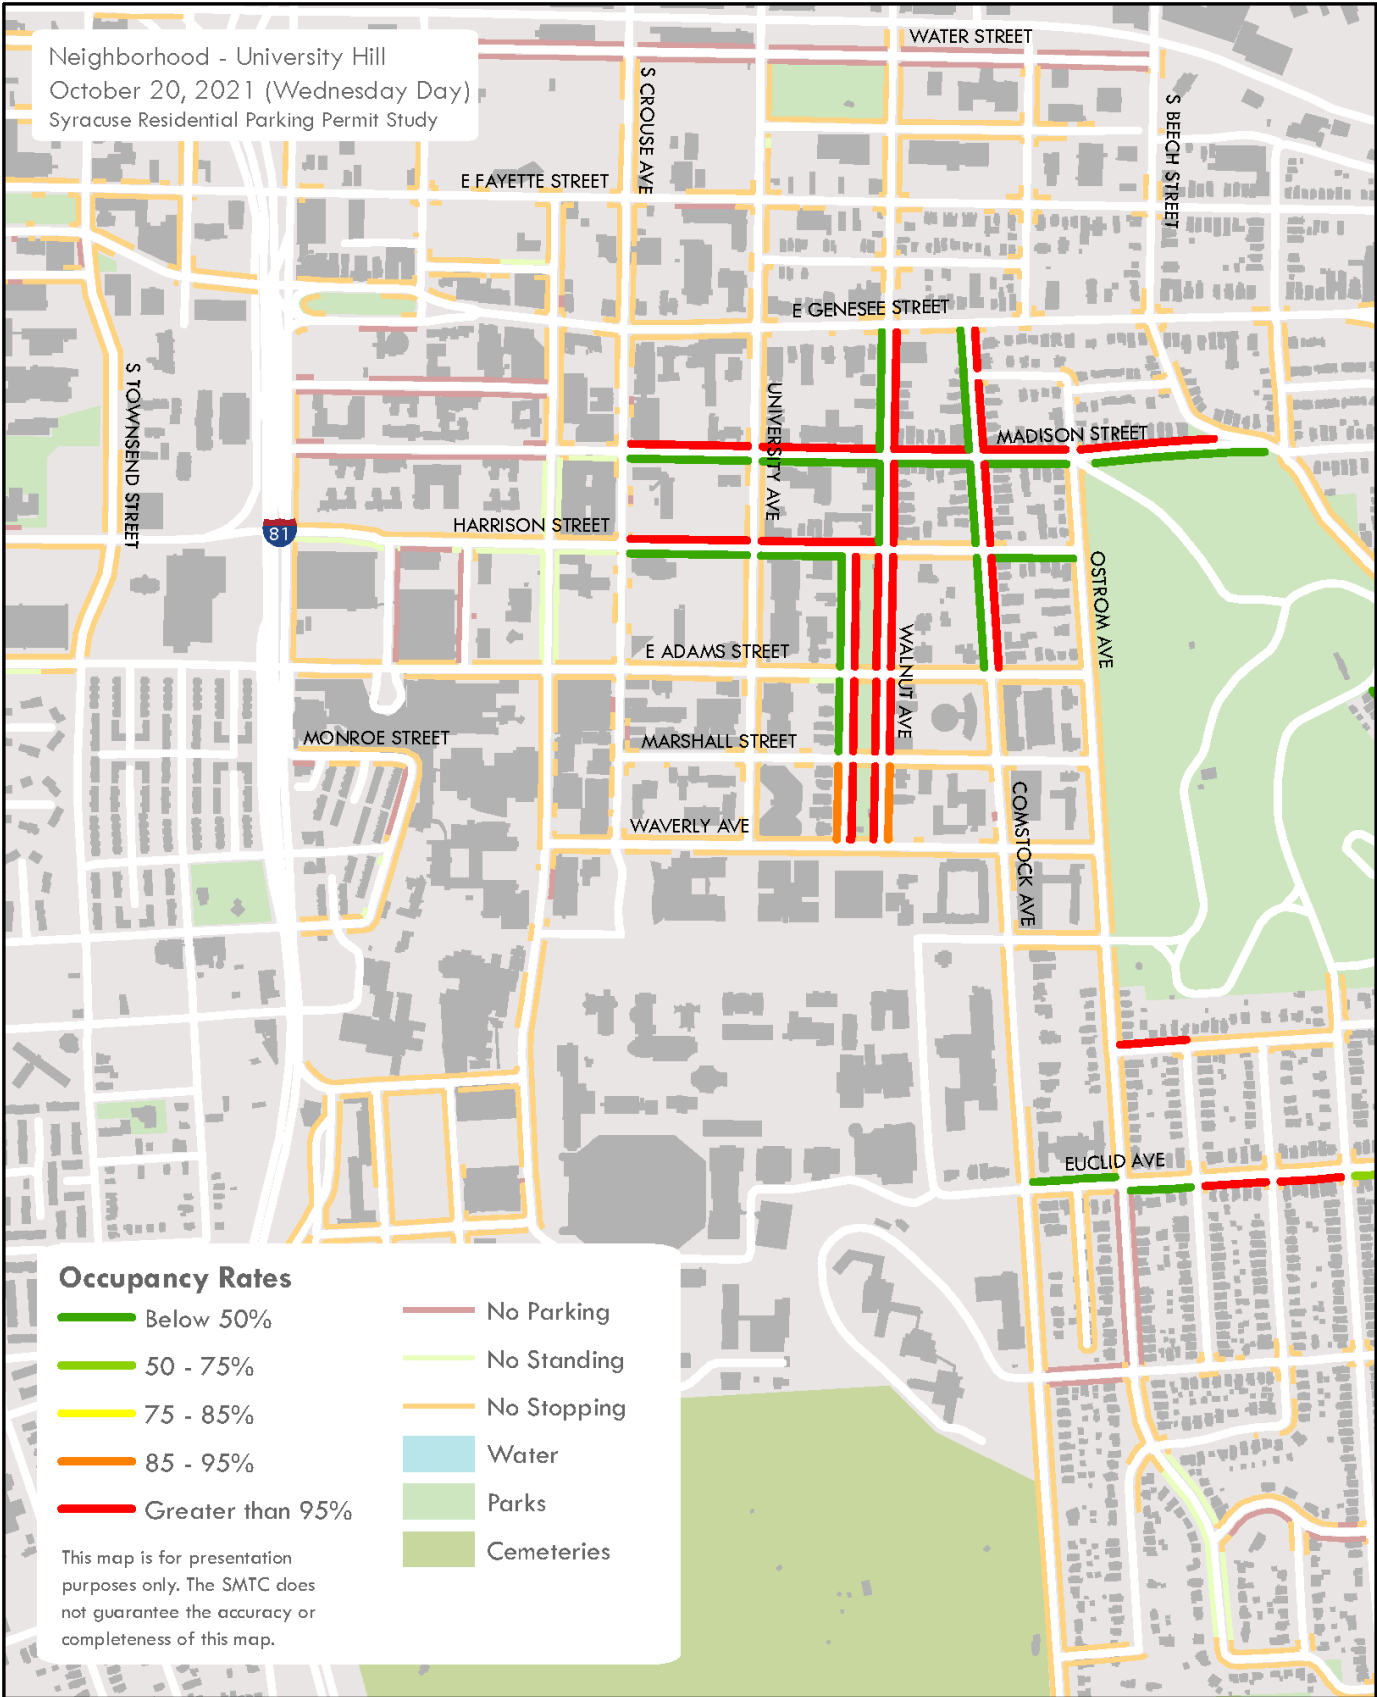 Neighborhood - University Hill
October 20, 2021 (Wednesday Day)
Syracuse Residential Parking Permit Study
WATER STREET
S CROUSE AVE
S BEECH STREET
E FAYETTE STREET
E GENESEE STREET
S TOWNSEND STREET
UNIVERSITY AVE
MADISON STREET
HARRISON STREET
81
OSTROM AVE
E ADAMS STREET
WALNUT AVE
MONROE STREET
MARSHALL STREET
COMSTOCK AVE
WAVERLY AVE
EUCLID AVE
Occupancy Rates
Below 50%
50 - 75%
75 - 85%
85 - 95%
Greater than 95%
No Parking
No Standing
No Stopping
Water
Parks
Cemeteries
This map is for presentation
purposes only. The SMTC does
not guarantee the accuracy or
completeness of this map.